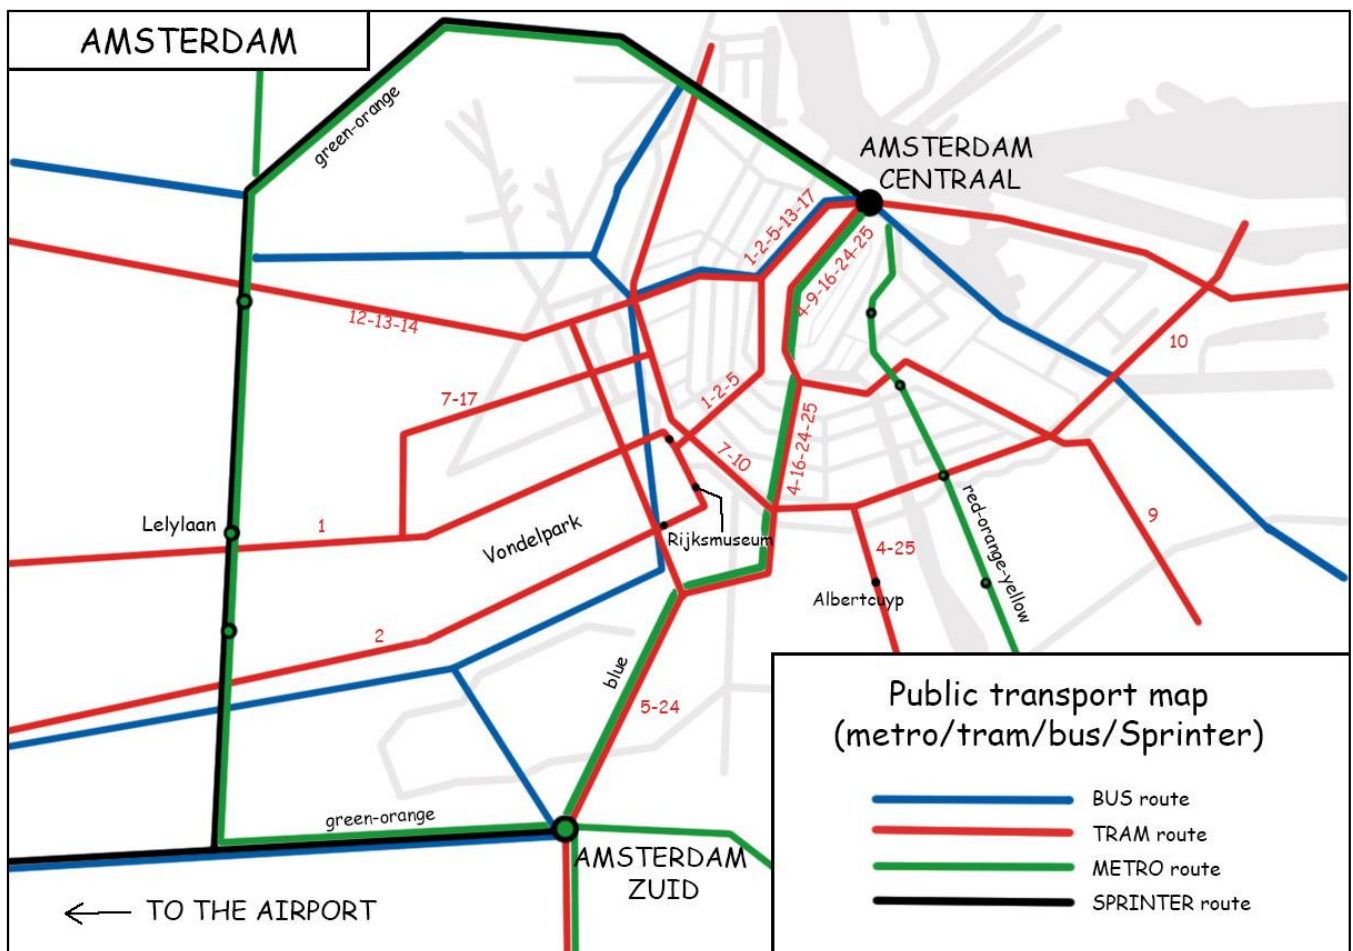 AMSTERDAM
green-orange
AMSTERDAM
CENTRAAL
1-2-5-13-17
4-9-16-24-25
12-13-14
10
7-17
1-2-5
7-10
4-16-24-25
red-orange-yellow
9
Lelylaan
1
Vondelpark
Rijksmuseum
4-25
Albertcuyp
2
blue
5-24
green-orange
AMSTERDAM
ZUID
TO THE AIRPORT
Public transport map
(metro/tram/bus/Sprinter)
BUS route
TRAM route
METRO route
SPRINTER route